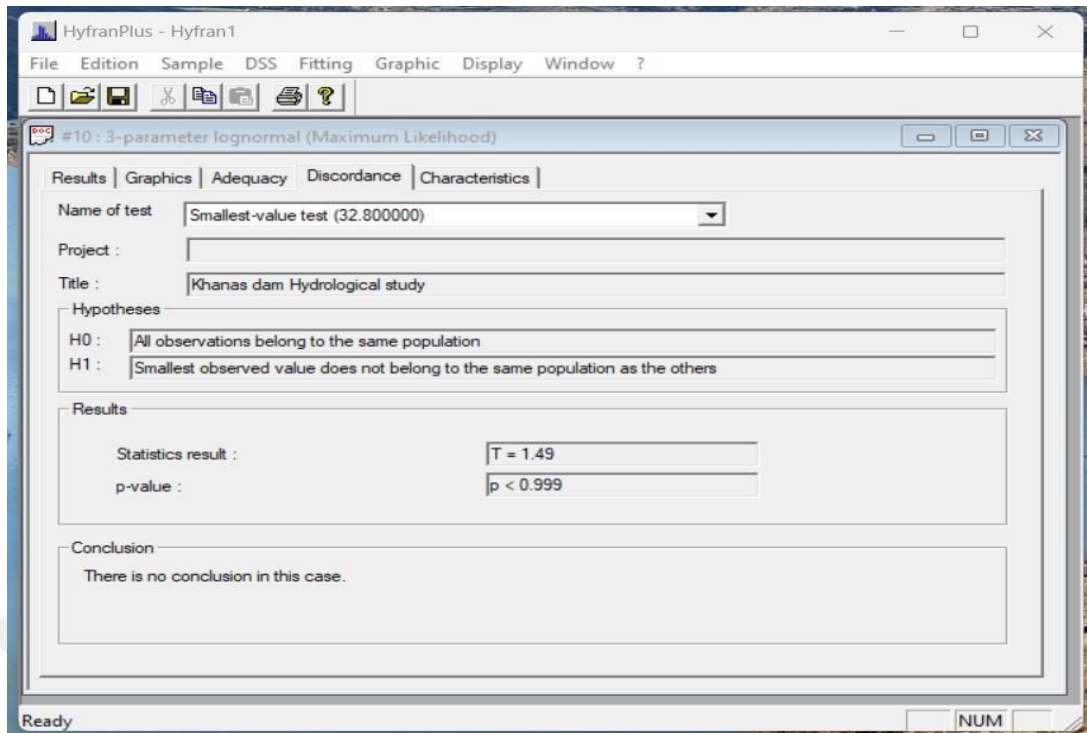 HyfranPlus - Hyfran1
File Edition Sample DSS Fitting Graphic Display Window ?
#10 : 3-parameter lognormal (Maximum Likelihood)
Results Graphics Adequacy Discordance Characteristics
Name of test Smallest-value test (32.800000)
Project :
Title : Khanas dam Hydrological study
Hypotheses
H0 : All observations belong to the same population
H1 : Smallest observed value does not belong to the same population as the others
Results
Statistics result : T = 1.49
p-value : p < 0.999
Conclusion
There is no conclusion in this case.
Ready NUM